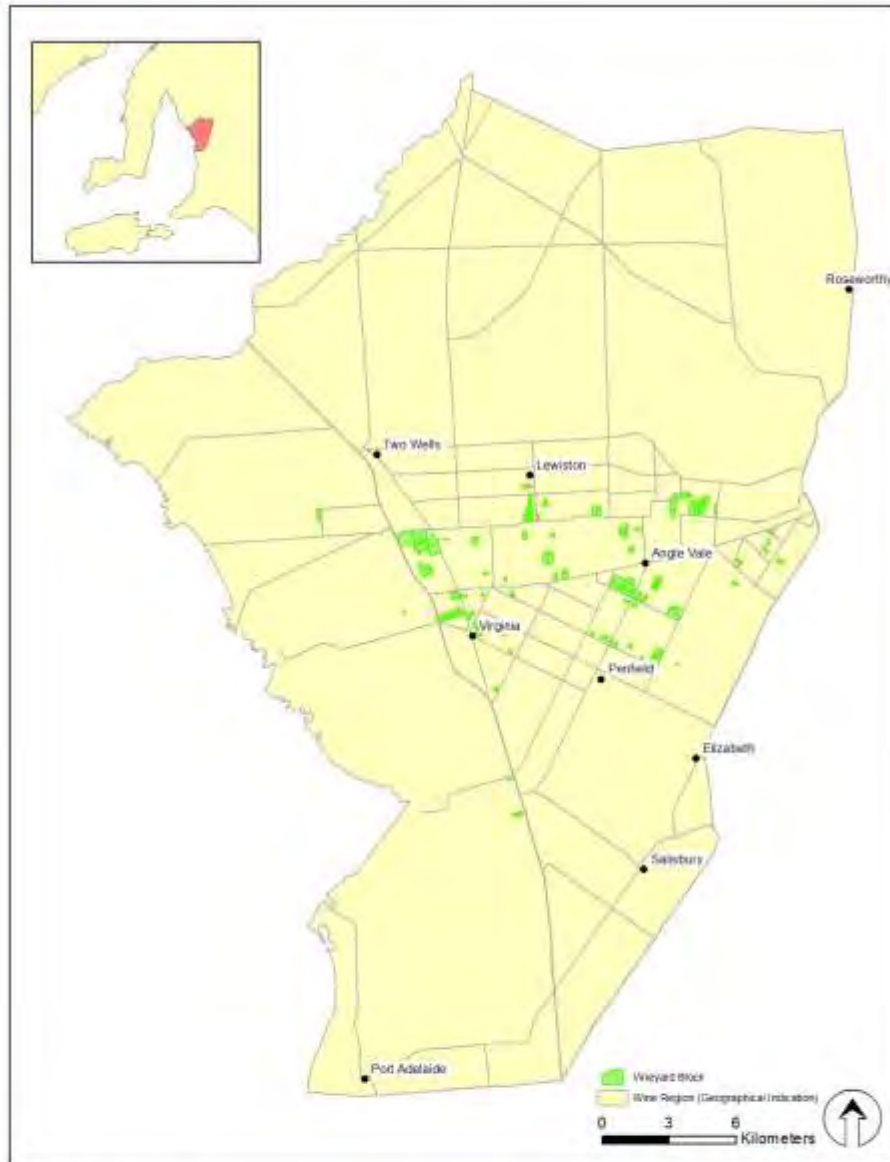 Roseworthy
Two Wells
Lewiston
Angle Vale
Virginia
Penfield
Elizabeth
Salisbury
Port Adelaide
Vineyard Block
Wine Region (Geographical Indication)
0 3 6
Kilometers